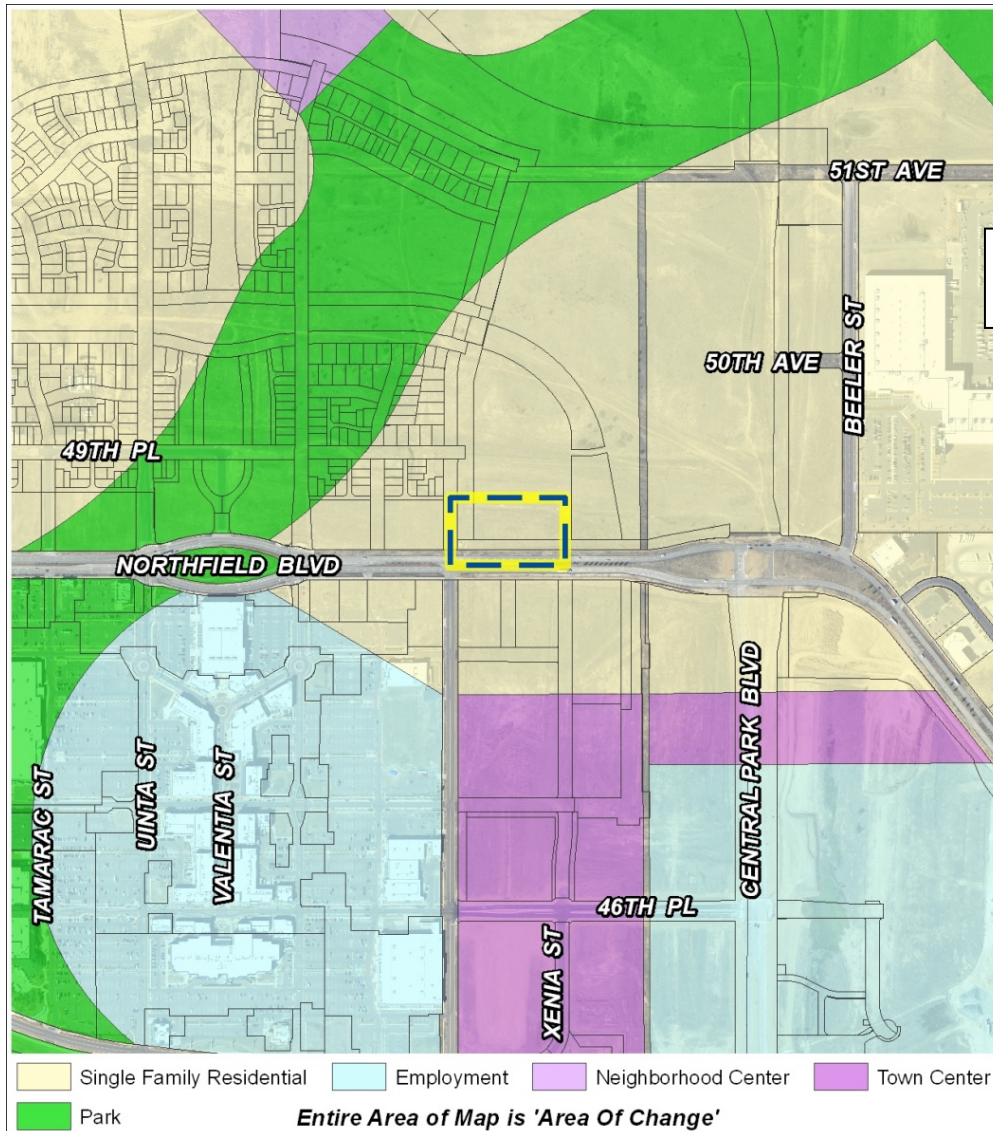 51ST AVE
50TH AVE
BEELER ST
49TH PL
NORTHFIELD BLVD
CENTRAL PARK BLVD
TAMARAC ST
UINTA ST
VALENTIA ST
46TH PL
XENIA ST
Single Family Residential
Employment
Neighborhood Center
Town Center
Park
Entire Area of Map is 'Area Of Change'